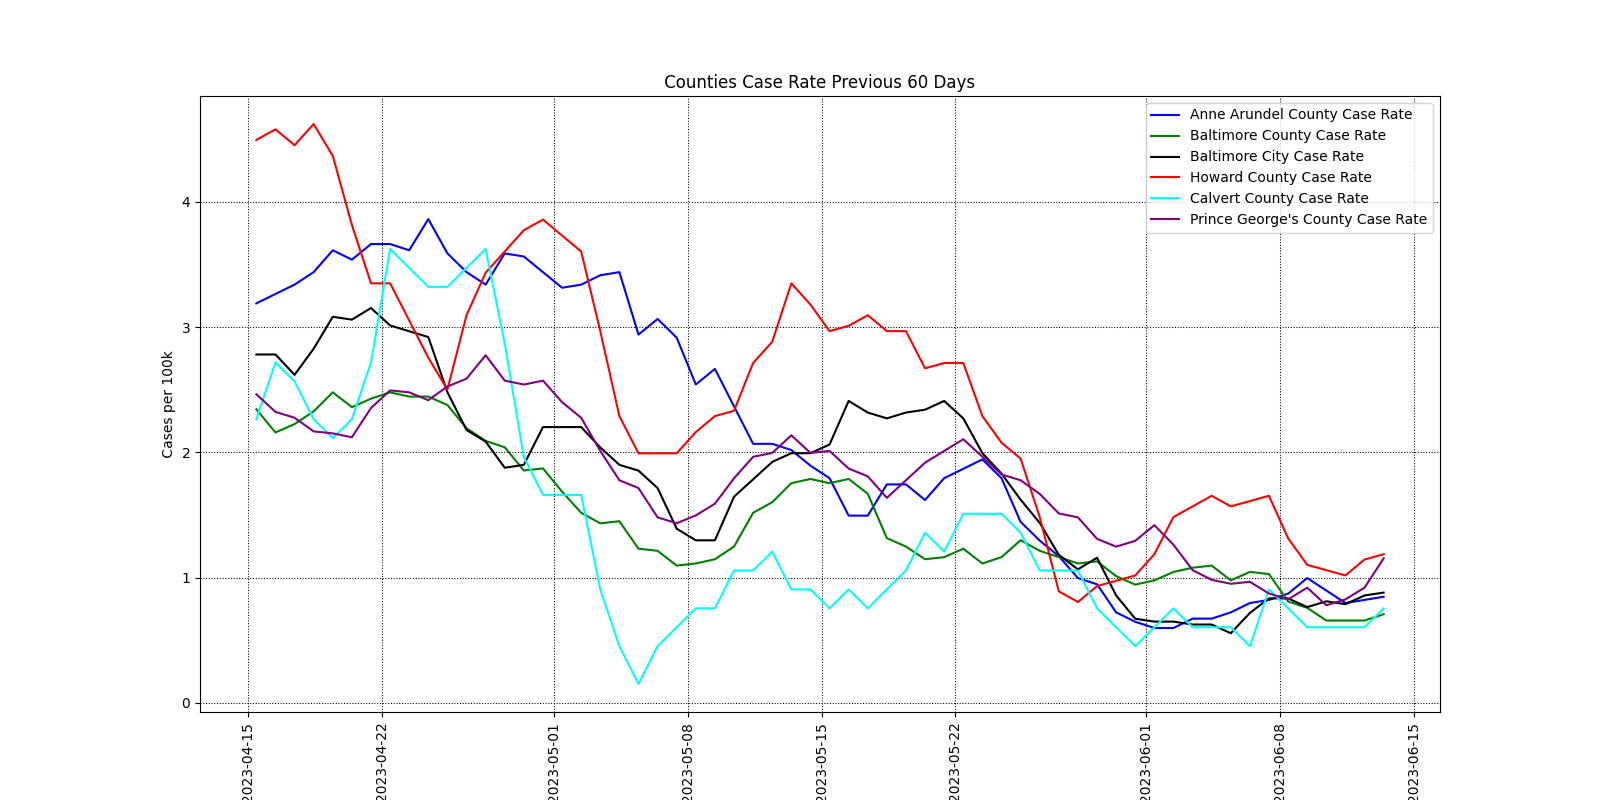 Counties Case Rate Previous 60 Days
Anne Arundel County Case Rate
Baltimore County Case Rate
Baltimore City Case Rate
Howard County Case Rate
Calvert County Case Rate
Prince George's County Case Rate
Cases per 100k
4
3
2
1
0
2023-04-15
2023-04-22
2023-05-01
2023-05-08
2023-05-15
2023-05-22
2023-06-01
2023-06-08
2023-06-15